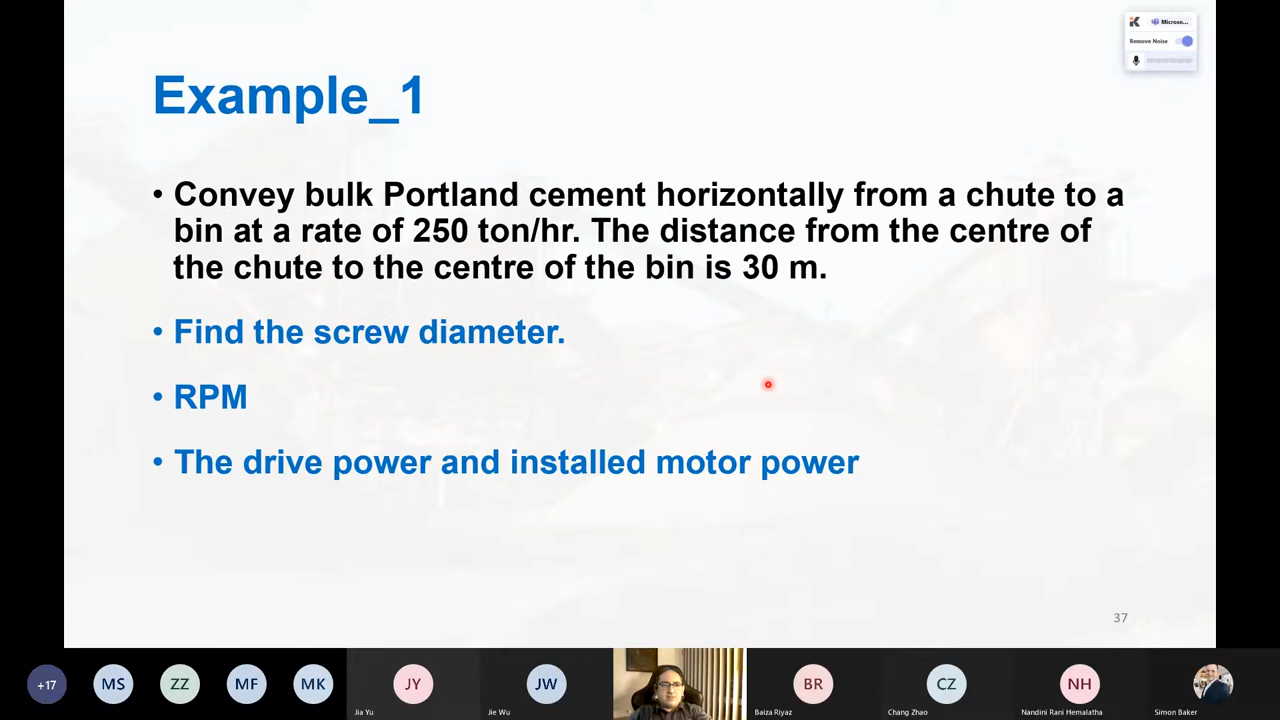 Microso...
Remove Noise
Example_1
• Convey bulk Portland cement horizontally from a chute to a
bin at a rate of 250 ton/hr. The distance from the centre of
the chute to the centre of the bin is 30 m.
• Find the screw diameter.
• RPM
• The drive power and installed motor power
37
+17
MS
ZZ
MF
MK
JY
JW
BR
CZ
NH
Jia Yu
Jie Wu
Baiza Riyaz
Chang Zhao
Nandini Rani Hemalatha
Simon Baker